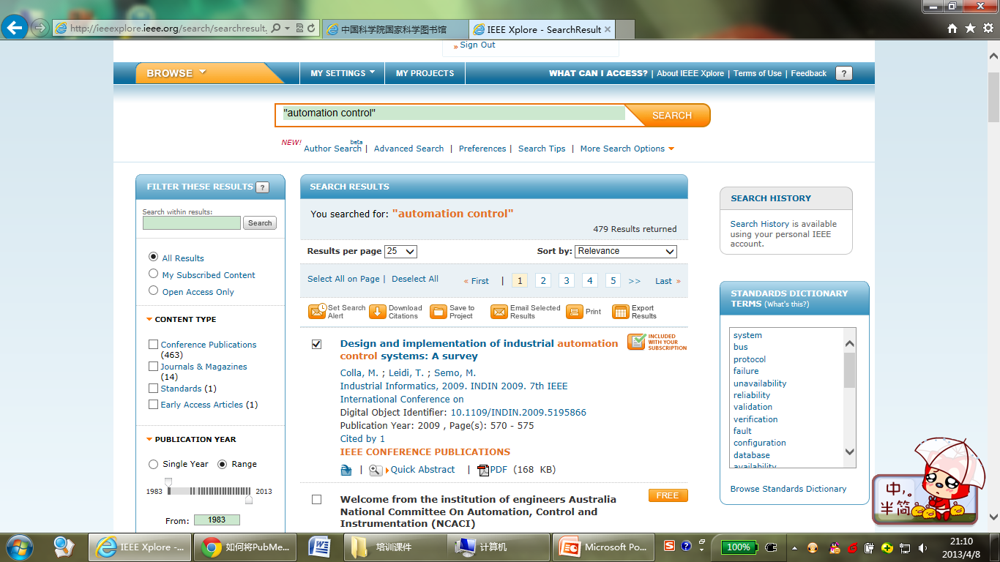 http://ieeexplore.ieee.org/search/searchresult.
中国科学院国家科学图书馆
IEEE Xplore - SearchResult
» Sign Out
BROWSE
MY SETTINGS
MY PROJECTS
WHAT CAN I ACCESS? | About IEEE Xplore | Terms of Use | Feedback
?
"automation control"
SEARCH
NEW! Author Search beta | Advanced Search | Preferences | Search Tips | More Search Options
FILTER THESE RESULTS ?
Search within results:
Search
All Results
My Subscribed Content
Open Access Only
CONTENT TYPE
Conference Publications
(463)
Journals & Magazines
(14)
Standards (1)
Early Access Articles (1)
PUBLICATION YEAR
Single Year
Range
1983
2013
From: 1983
SEARCH RESULTS
You searched for: "automation control"
479 Results returned
Results per page 25
Sort by: Relevance
Select All on Page | Deselect All
« First | 1 2 3 4 5 >> Last »
Set Search
Alert
Download
Citations
Save to
Project
Email Selected
Results
Print
Export
Results
Design and implementation of industrial automation
control systems: A survey
INCLUDED
WITH YOUR
SUBSCRIPTION
Colla, M. ; Leidi, T. ; Semo, M.
Industrial Informatics, 2009. INDIN 2009. 7th IEEE
International Conference on
Digital Object Identifier: 10.1109/INDIN.2009.5195866
Publication Year: 2009 , Page(s): 570 - 575
Cited by 1
IEEE CONFERENCE PUBLICATIONS
| Quick Abstract | PDF (168 KB)
Welcome from the institution of engineers Australia
National Committee On Automation, Control and
Instrumentation (NCACI)
FREE
SEARCH HISTORY
Search History is available
using your personal IEEE
account.
STANDARDS DICTIONARY
TERMS (What's this?)
system
bus
protocol
failure
unavailability
reliability
validation
verification
fault
configuration
database
availability
Browse Standards Dictionary
中,。
半简
IEEE Xplore -...
如何将PubMe...
培训课件
计算机
Microsoft Po...
100%
21:10
2013/4/8